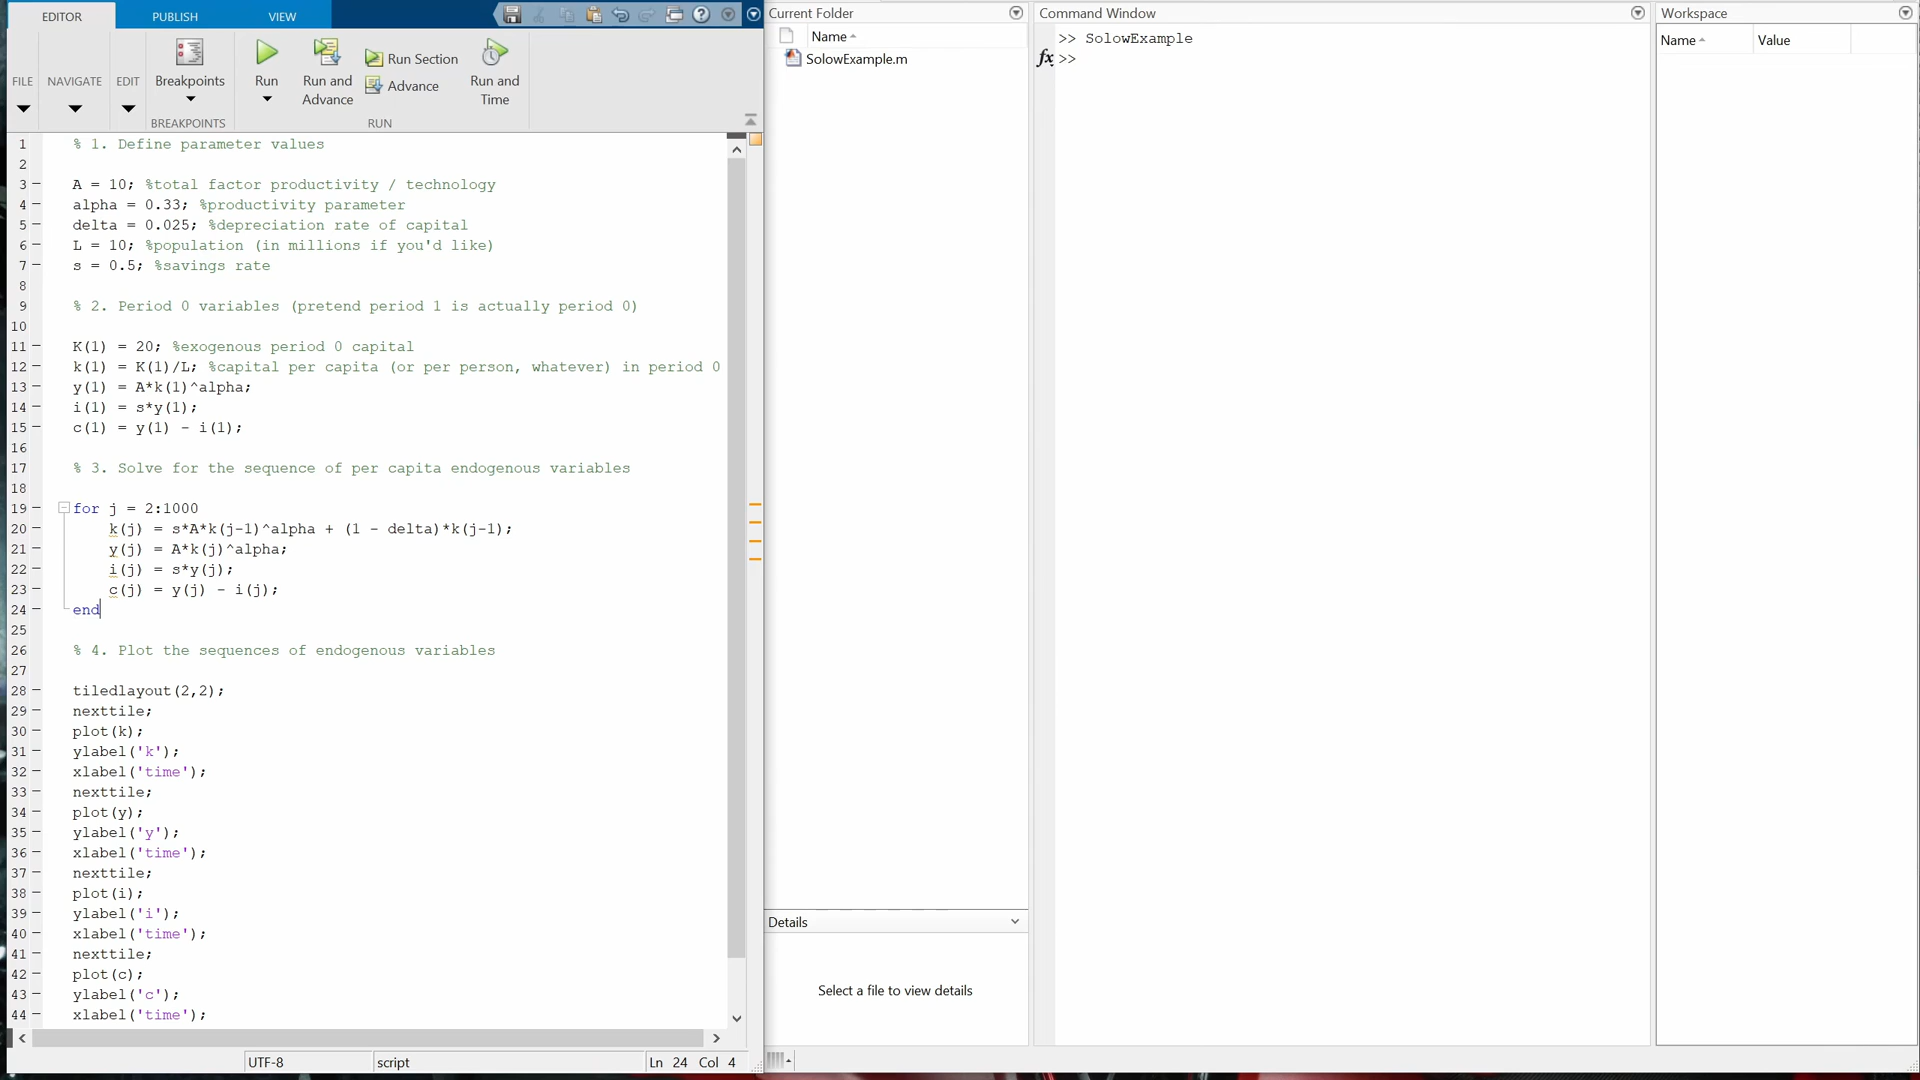 EDITOR PUBLISH VIEW
FILE NAVIGATE EDIT Breakpoints Run Run and Advance Run Section Advance Run and Time
BREAKPOINTS RUN
1 % 1. Define parameter values
2
3 A = 10; %total factor productivity / technology
4 alpha = 0.33; %productivity parameter
5 delta = 0.025; %depreciation rate of capital
6 L = 10; %population (in millions if you'd like)
7 s = 0.5; %savings rate
8
9 % 2. Period 0 variables (pretend period 1 is actually period 0)
10
11 K(1) = 20; %exogenous period 0 capital
12 k(1) = K(1)/L; %capital per capita (or per person, whatever) in period 0
13 y(1) = A*k(1)^alpha;
14 i(1) = s*y(1);
15 c(1) = y(1) - i(1);
16
17 % 3. Solve for the sequence of per capita endogenous variables
18
19 for j = 2:1000
20 k(j) = s*A*k(j-1)^alpha + (1 - delta)*k(j-1);
21 y(j) = A*k(j)^alpha;
22 i(j) = s*y(j);
23 c(j) = y(j) - i(j);
24 end
25
26 % 4. Plot the sequences of endogenous variables
27
28 tiledlayout(2,2);
29 nexttile;
30 plot(k);
31 ylabel('k');
32 xlabel('time');
33 nexttile;
34 plot(y);
35 ylabel('y');
36 xlabel('time');
37 nexttile;
38 plot(i);
39 ylabel('i');
40 xlabel('time');
41 nexttile;
42 plot(c);
43 ylabel('c');
44 xlabel('time');
UTF-8 script Ln 24 Col 4
Current Folder
Name
SolowExample.m
Details
Select a file to view details
Command Window
>> SolowExample
fx >>
Workspace
Name Value